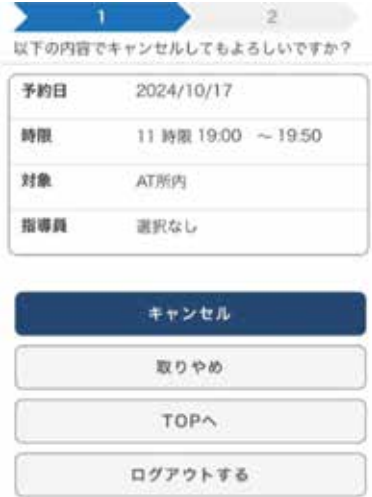 1 2
以下の内容でキャンセルしてもよろしいですか？
予約日 2024/10/17
時限 11 時限 19:00 ～ 19:50
対象 AT所内
指導員 選択なし
キャンセル
取りやめ
TOPへ
ログアウトする